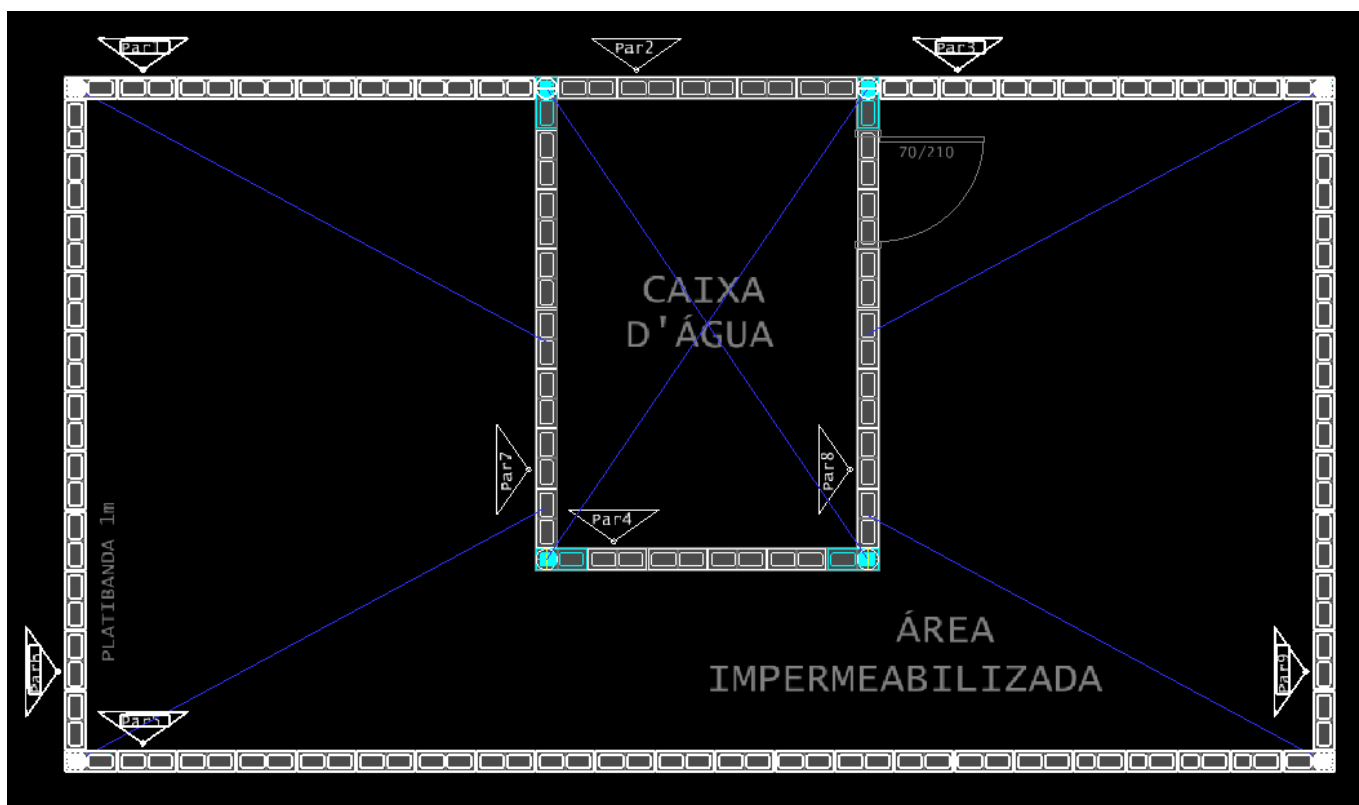 Par1
Par2
Par3
70/210
CAIXA
D'ÁGUA
Par7
Par8
Par4
PLATIBANDA 1m
ÁREA
IMPERMEABILIZADA
Par6
Par9
Par5